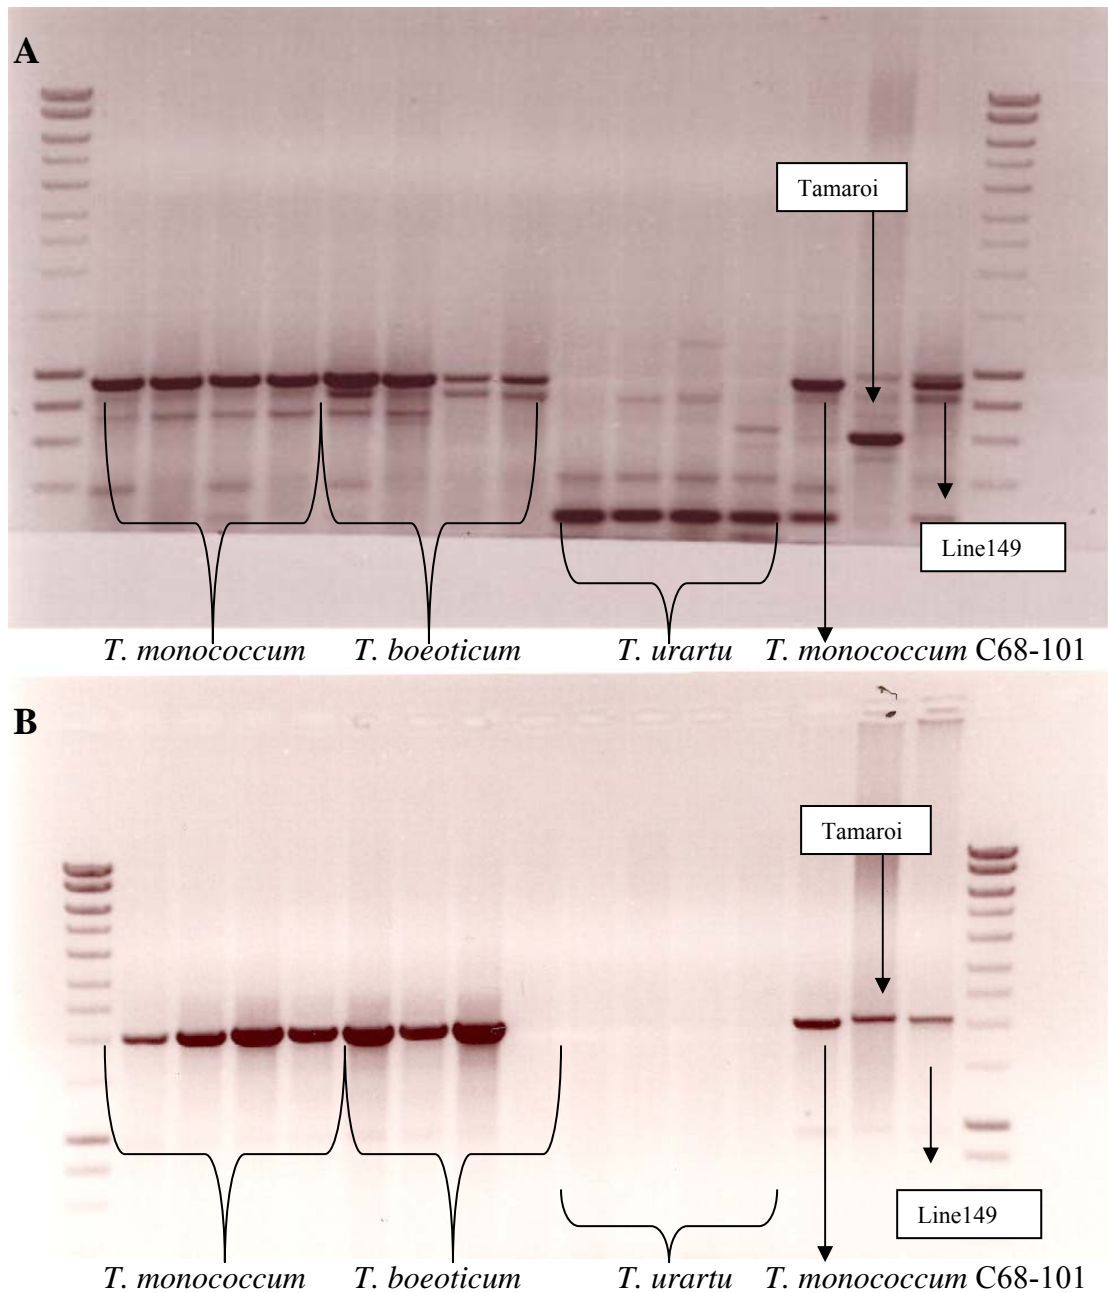 A
Tamaroi
Line149
T. monococcum T. boeoticum T. urartu T. monococcum C68-101
B
Tamaroi
Line149
T. monococcum T. boeoticum T. urartu T. monococcum C68-101